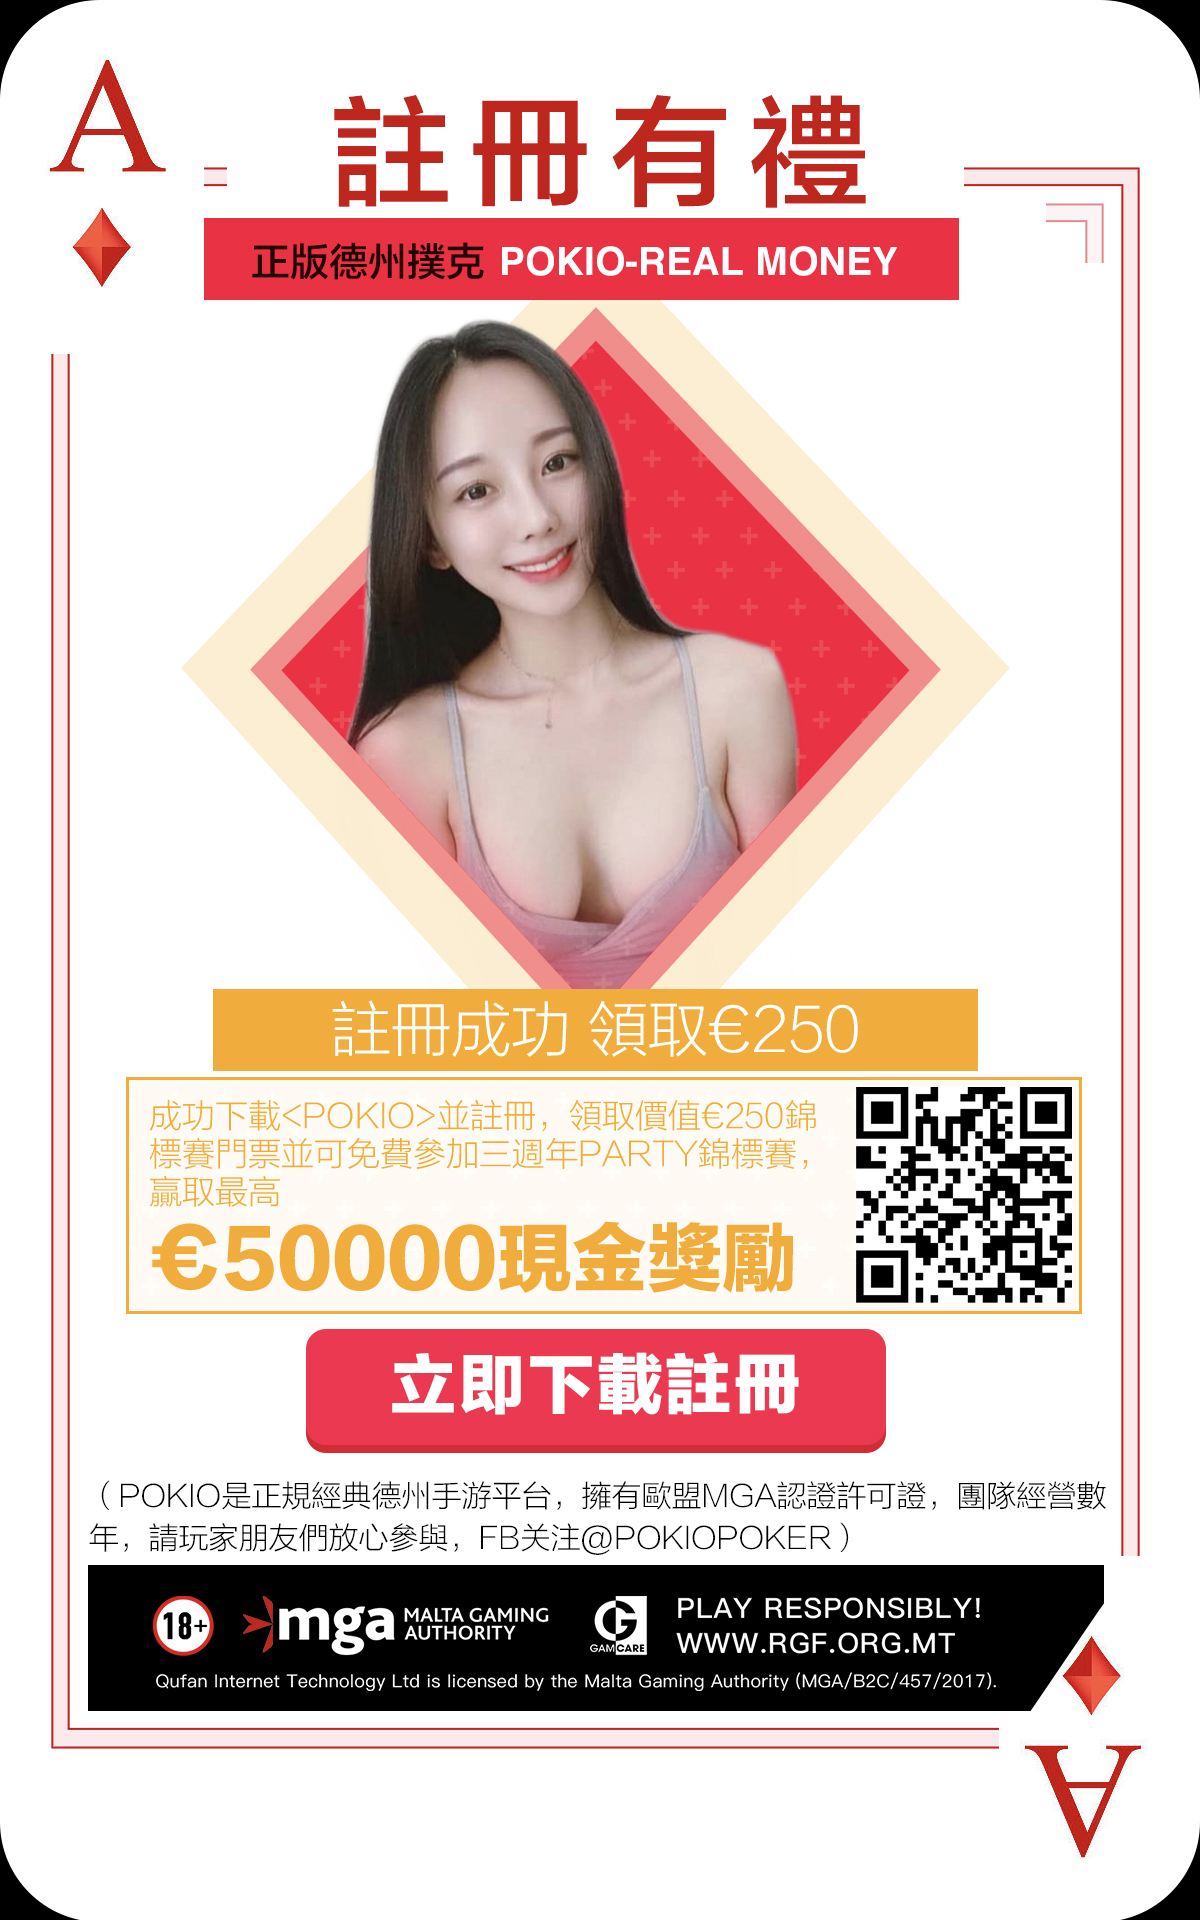 A
註冊有禮
正版德州撲克 POKIO-REAL MONEY
註冊成功 領取€250
成功下載<POKIO>並註冊，領取價值€250錦
標賽門票並可免費參加三週年PARTY錦標賽，
贏取最高
€50000現金獎勵
立即下載註冊
（POKIO是正規經典德州手游平台，擁有歐盟MGA認證許可證，團隊經營數
年，請玩家朋友們放心參與，FB关注@POKIOPOKER）
18+
mga MALTA GAMING
AUTHORITY
G
GAMCARE
PLAY RESPONSIBLY!
WWW.RGF.ORG.MT
Qufan Internet Technology Ltd is licensed by the Malta Gaming Authority (MGA/B2C/457/2017).
A